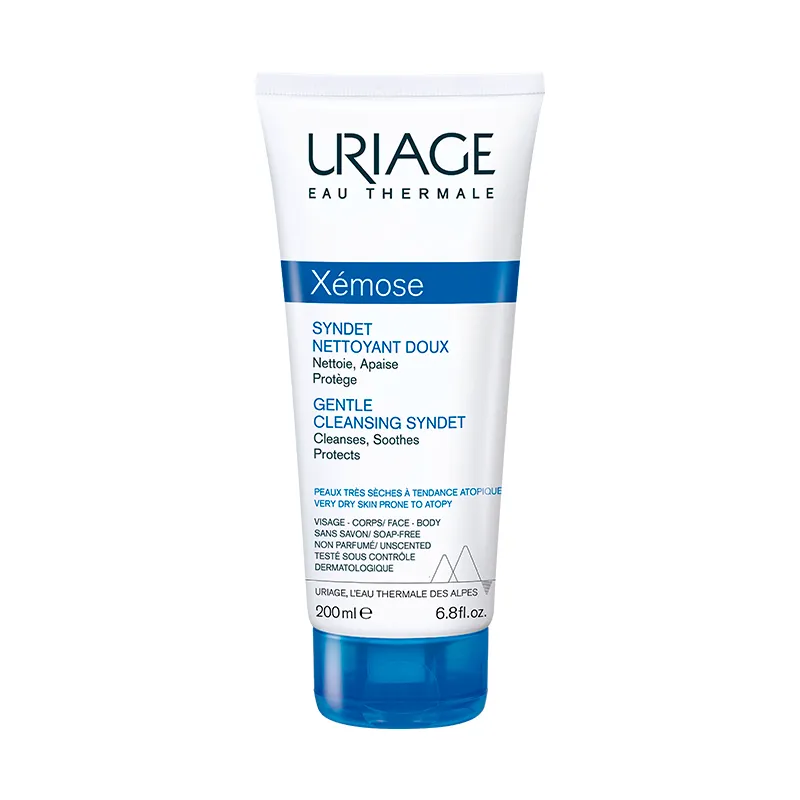 URIAGE
EAU THERMALE
Xémose
SYNDET
NETTOYANT DOUX
Nettoie, Apaise
Protège
GENTLE
CLEANSING SYNDET
Cleanses, Soothes
Protects
PEAUX TRÈS SÈCHES À TENDANCE ATOPIQUE
VERY DRY SKIN PRONE TO ATOPY
VISAGE - CORPS/ FACE - BODY
SANS SAVON/ SOAP-FREE
NON PARFUMÉ/ UNSCENTED
TESTÉ SOUS CONTRÔLE
DERMATOLOGIQUE
URIAGE, L'EAU THERMALE DES ALPES
200ml e 6.8fl.oz.